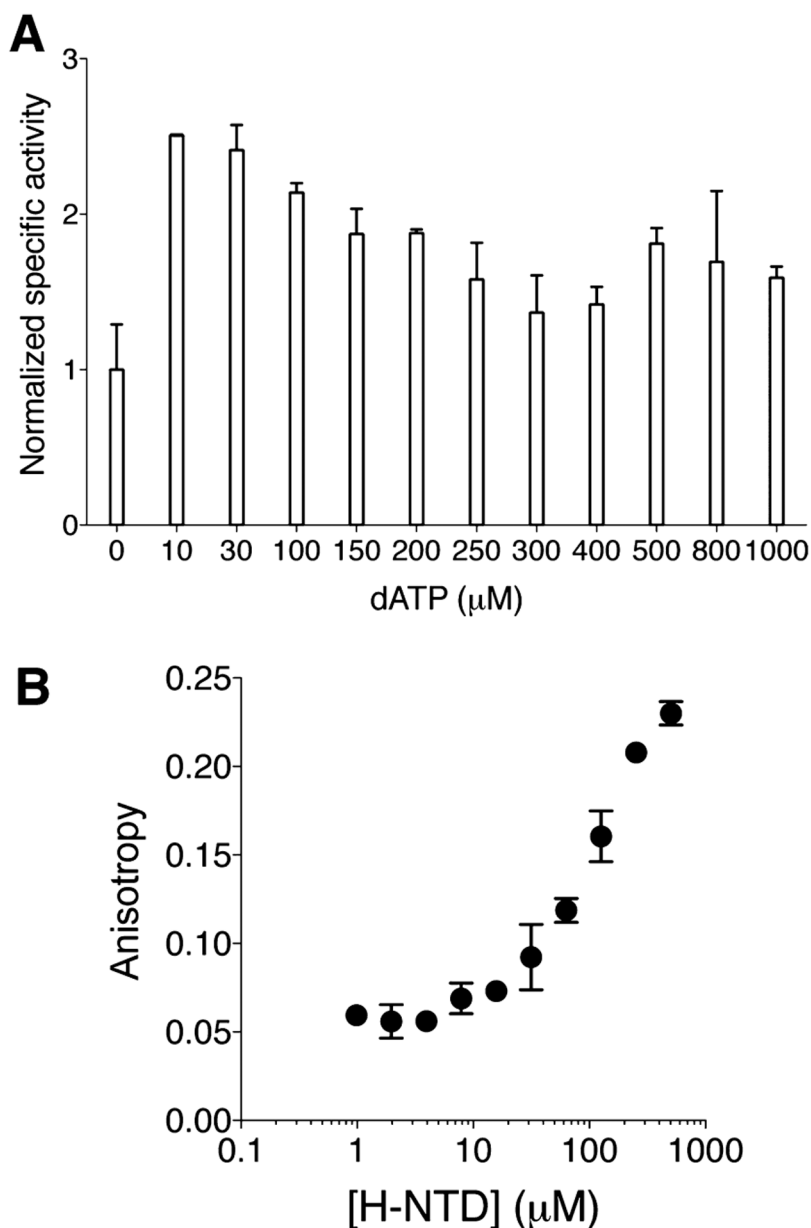 A
Normalized specific activity
3
2
1
0
0 10 30 100 150 200 250 300 400 500 800 1000
dATP (μM)
B
Anisotropy
0.25
0.20
0.15
0.10
0.05
0.00
0.1 1 10 100 1000
[H-NTD] (μM)